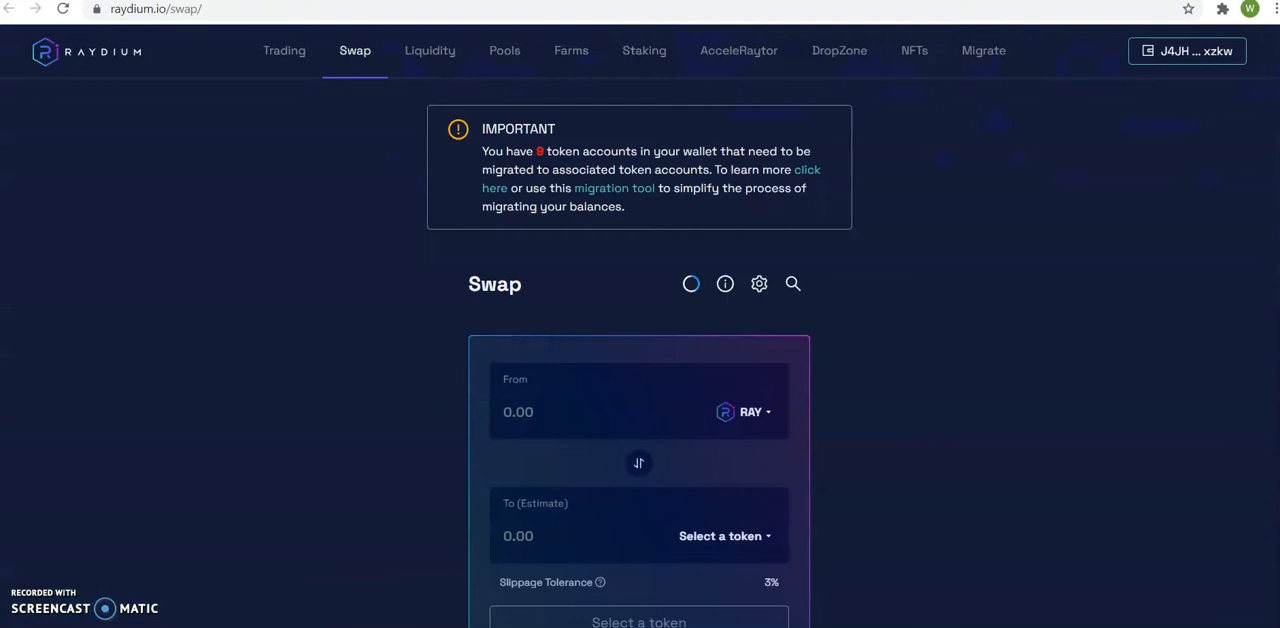 raydium.io/swap/
W
RAYDIUM
Trading
Swap
Liquidity
Pools
Farms
Staking
AcceleRaytor
DropZone
NFTs
Migrate
J4JH ... xzkw
IMPORTANT
You have 9 token accounts in your wallet that need to be
migrated to associated token accounts. To learn more click
here or use this migration tool to simplify the process of
migrating your balances.
Swap
From
0.00
RAY
To (Estimate)
0.00
Select a token
Slippage Tolerance
3%
Select a token
RECORDED WITH
SCREENCAST MATIC